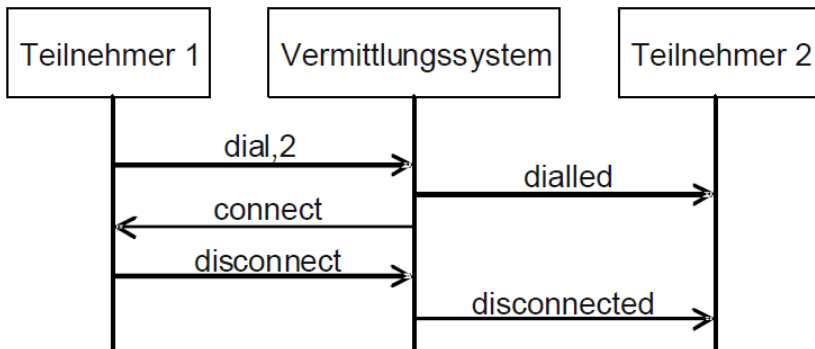 Teilnehmer 1
Vermittlungssystem
Teilnehmer 2
dial,2
dialled
connect
disconnect
disconnected